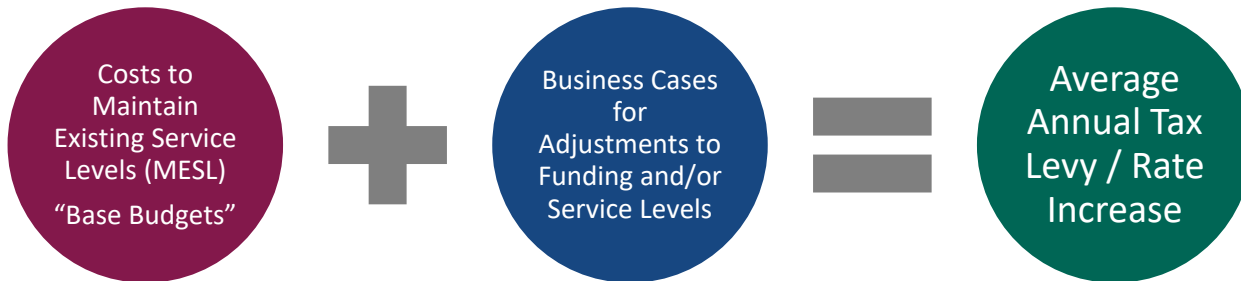 Costs to
Maintain
Existing Service
Levels (MESL)
“Base Budgets”
Business Cases
for
Adjustments to
Funding and/or
Service Levels
Average
Annual Tax
Levy / Rate
Increase